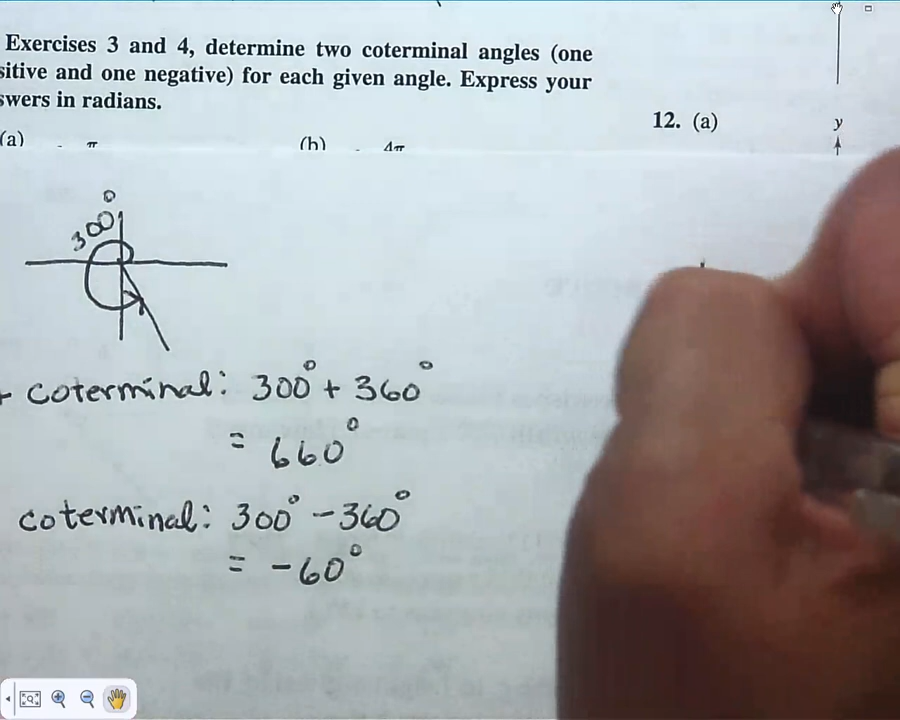 Exercises 3 and 4, determine two coterminal angles (one
sitive and one negative) for each given angle. Express your
swers in radians.
(a) π
(b) 4π
12. (a)
y
300°
+ coterminal: 300° + 360°
= 660°
coterminal: 300° - 360°
= -60°